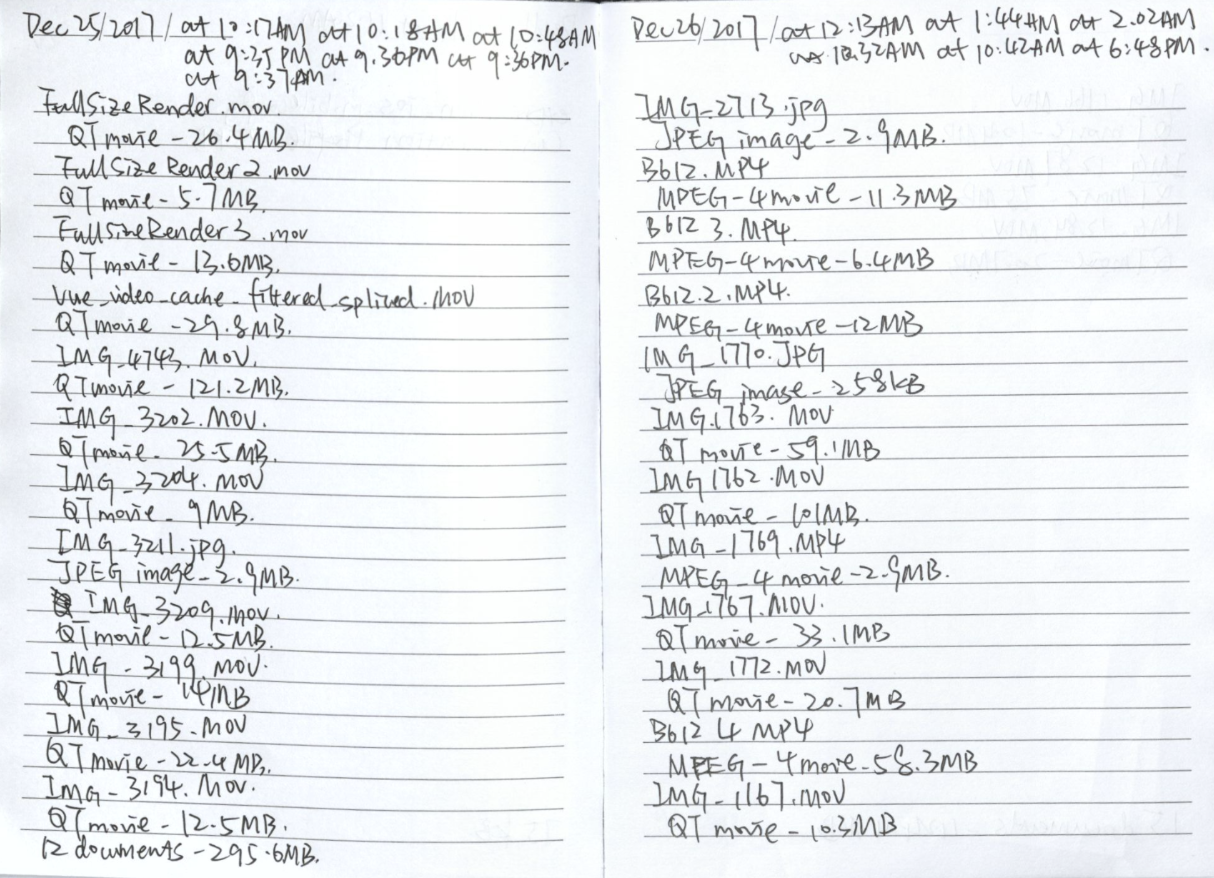 Dec 25/2017/at 10:17AM at 10:18AM at 10:48AM
at 9:35PM at 9.36PM at 9:36PM.
at 9:37PM.
FullSizeRender.mov
QT movie - 26.4MB.
FullSizeRender2.mov
QT movie - 5.7MB.
FullSizeRender3.mov
QT movie - 13.6MB.
vue_video_cache_filtered_spliced.MOV
QT movie - 29.8MB.
IMG_4743.MOV.
QT movie - 121.2MB.
IMG_3202.MOV.
QT movie - 25.5MB.
IMG_3204.MOV
QT movie - 9MB.
IMG_3211.jpg.
JPEG image - 2.9MB.
IMG_3209.mov.
QT movie - 12.5MB.
IMG_3199.MOV.
QT movie - 14MB
IMG_3195.MOV
QT movie - 22.4MB.
IMG_3194.MOV.
QT movie - 12.5MB.
12 documents - 295.6MB.
Dec 26/2017/at 12:13AM at 1:44AM at 2.02AM
at 10.32AM at 10:42AM at 6:48PM.
IMG_2713.jpg
JPEG image - 2.9MB.
B612.MP4
MPEG-4 movie - 11.3MB
B612 3.MP4.
MPEG-4 movie - 6.4MB
B612.2.MP4.
MPEG-4 movie - 12MB
IMG_1770.JPG
JPEG image - 258kB
IMG.1763.MOV
QT movie - 59.1MB
IMG 1762.MOV
QT movie - 101MB.
IMG_1769.MP4
MPEG-4 movie - 2.9MB.
IMG_1767.MOV.
QT movie - 33.1MB
IMG_1772.MOV
QT movie - 20.7MB
B612 4 MP4
MPEG-4 movie - 58.3MB
IMG_1167.MOV
QT movie - 10.3MB